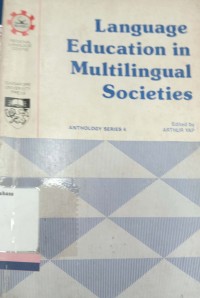 Language
Education in
Multilingual
Societies
ANTHOLOGY SERIES 4
Edited by
ARTHUR YAP